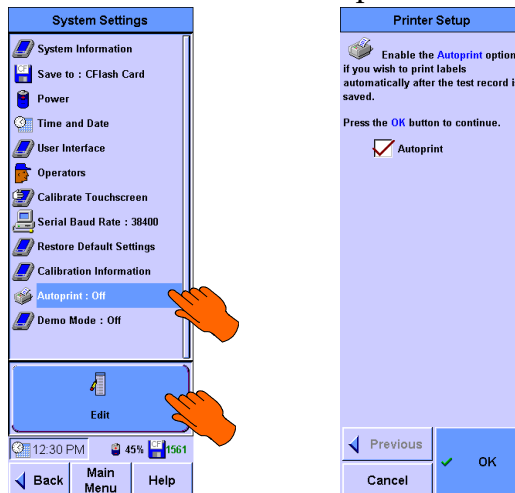 System Settings
System Information
Save to : CFlash Card
Power
Time and Date
User Interface
Operators
Calibrate Touchscreen
Serial Baud Rate : 38400
Restore Default Settings
Calibration Information
Autoprint : Off
Demo Mode : Off
Edit
12:30 PM 45% CF 1561
Back Main Menu Help
Printer Setup
Enable the Autoprint option
if you wish to print labels
automatically after the test record i
saved.
Press the OK button to continue.
Autoprint
Previous
OK
Cancel